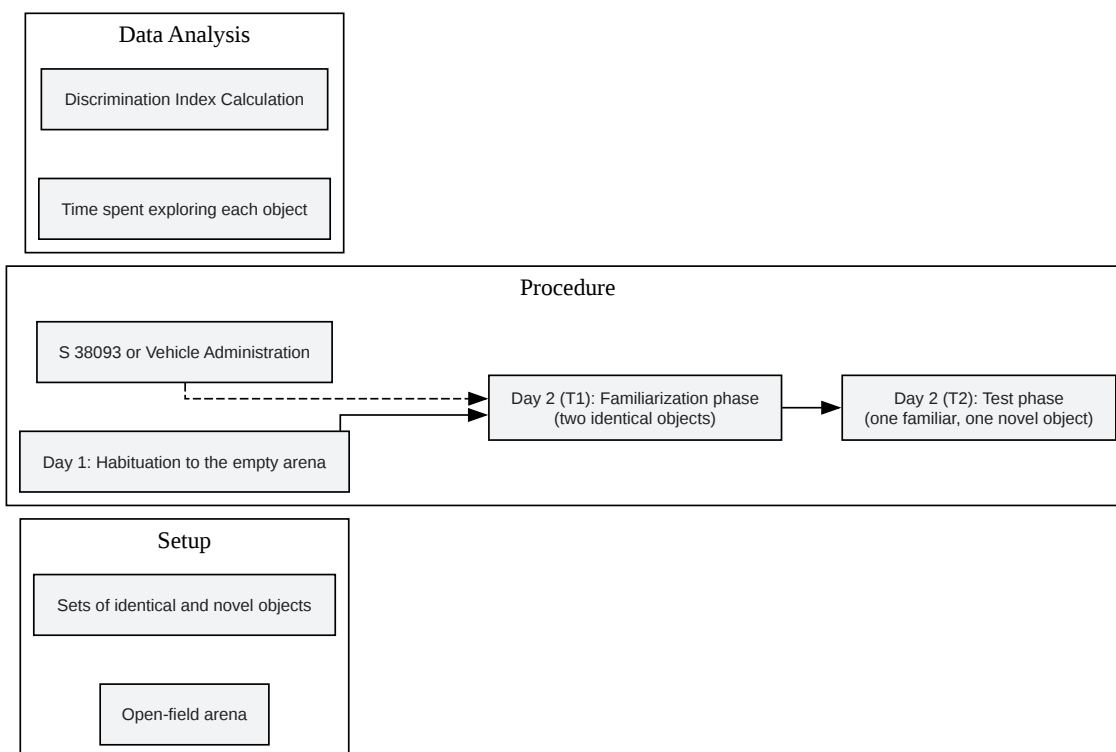 Data Analysis
Discrimination Index Calculation
Time spent exploring each object
Procedure
S 38093 or Vehicle Administration
Day 1: Habituation to the empty arena
Day 2 (T1): Familiarization phase
(two identical objects)
Day 2 (T2): Test phase
(one familiar, one novel object)
Setup
Sets of identical and novel objects
Open-field arena